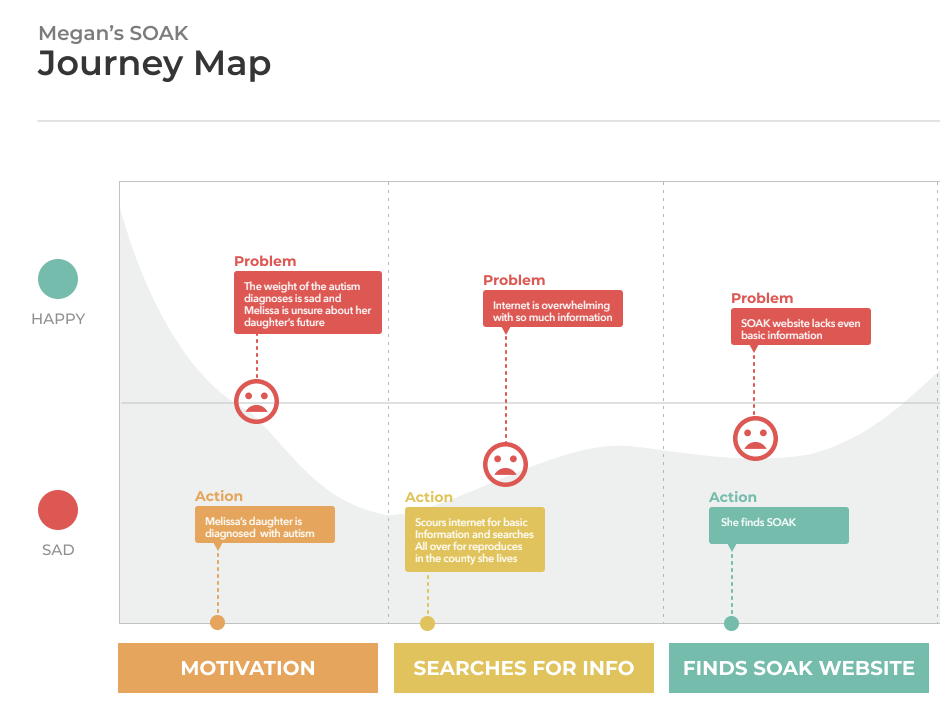 Megan’s SOAK
Journey Map
HAPPY
SAD
Problem
The weight of the autism
diagnoses is sad and
Melissa is unsure about her
daughter’s future
Problem
Internet is overwhelming
with so much information
Problem
SOAK website lacks even
basic information
Action
Melissa’s daughter is
diagnosed with autism
Action
Scours internet for basic
Information and searches
All over for reproduces
in the county she lives
Action
She finds SOAK
MOTIVATION
SEARCHES FOR INFO
FINDS SOAK WEBSITE